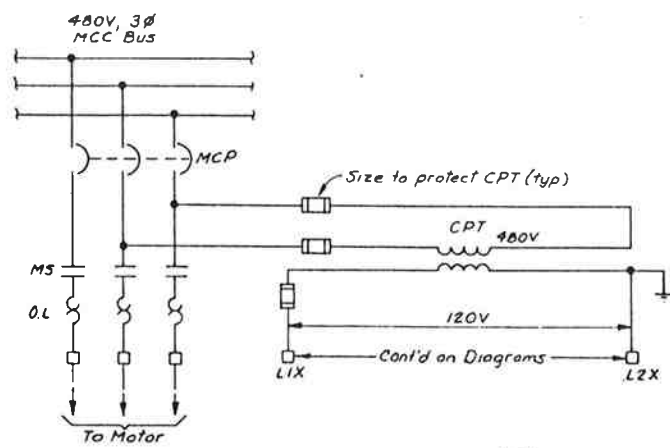 480V, 3Ø
MCC Bus
MCP
Size to protect CPT (typ)
CPT
480V
MS
O.L
120V
Cont'd on Diagrams
L1X
L2X
To Motor